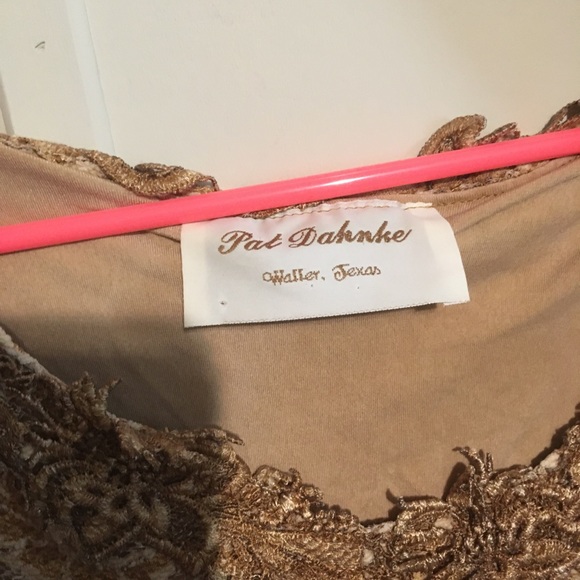 Pat Dahnke
Waller, Texas